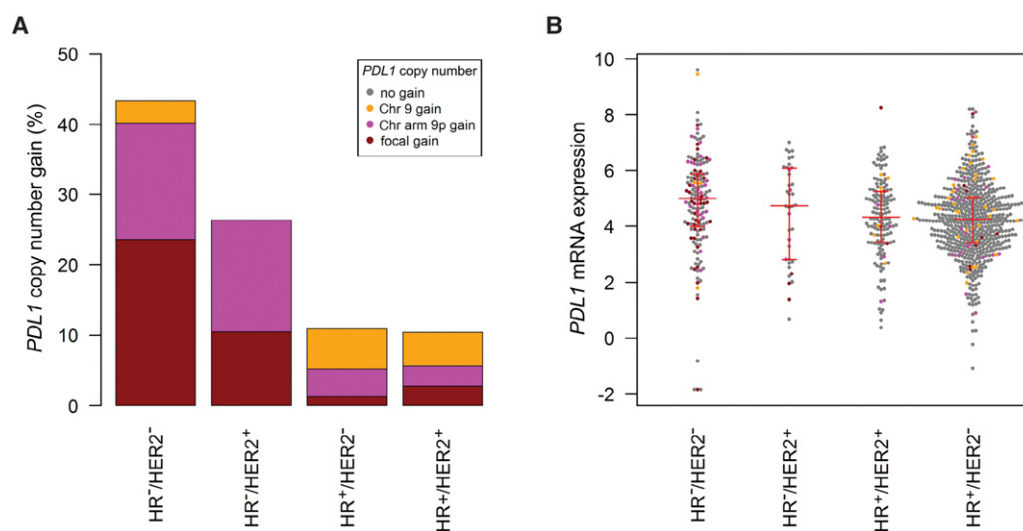 A
PDL1 copy number gain (%)
50
40
30
20
10
0
PDL1 copy number
no gain
Chr 9 gain
Chr arm 9p gain
focal gain
HR⁻/HER2⁻
HR⁻/HER2⁺
HR⁺/HER2⁻
HR+/HER2⁺
B
PDL1 mRNA expression
10
8
6
4
2
0
-2
HR⁻/HER2⁻
HR⁻/HER2⁺
HR⁺/HER2⁺
HR⁺/HER2⁻